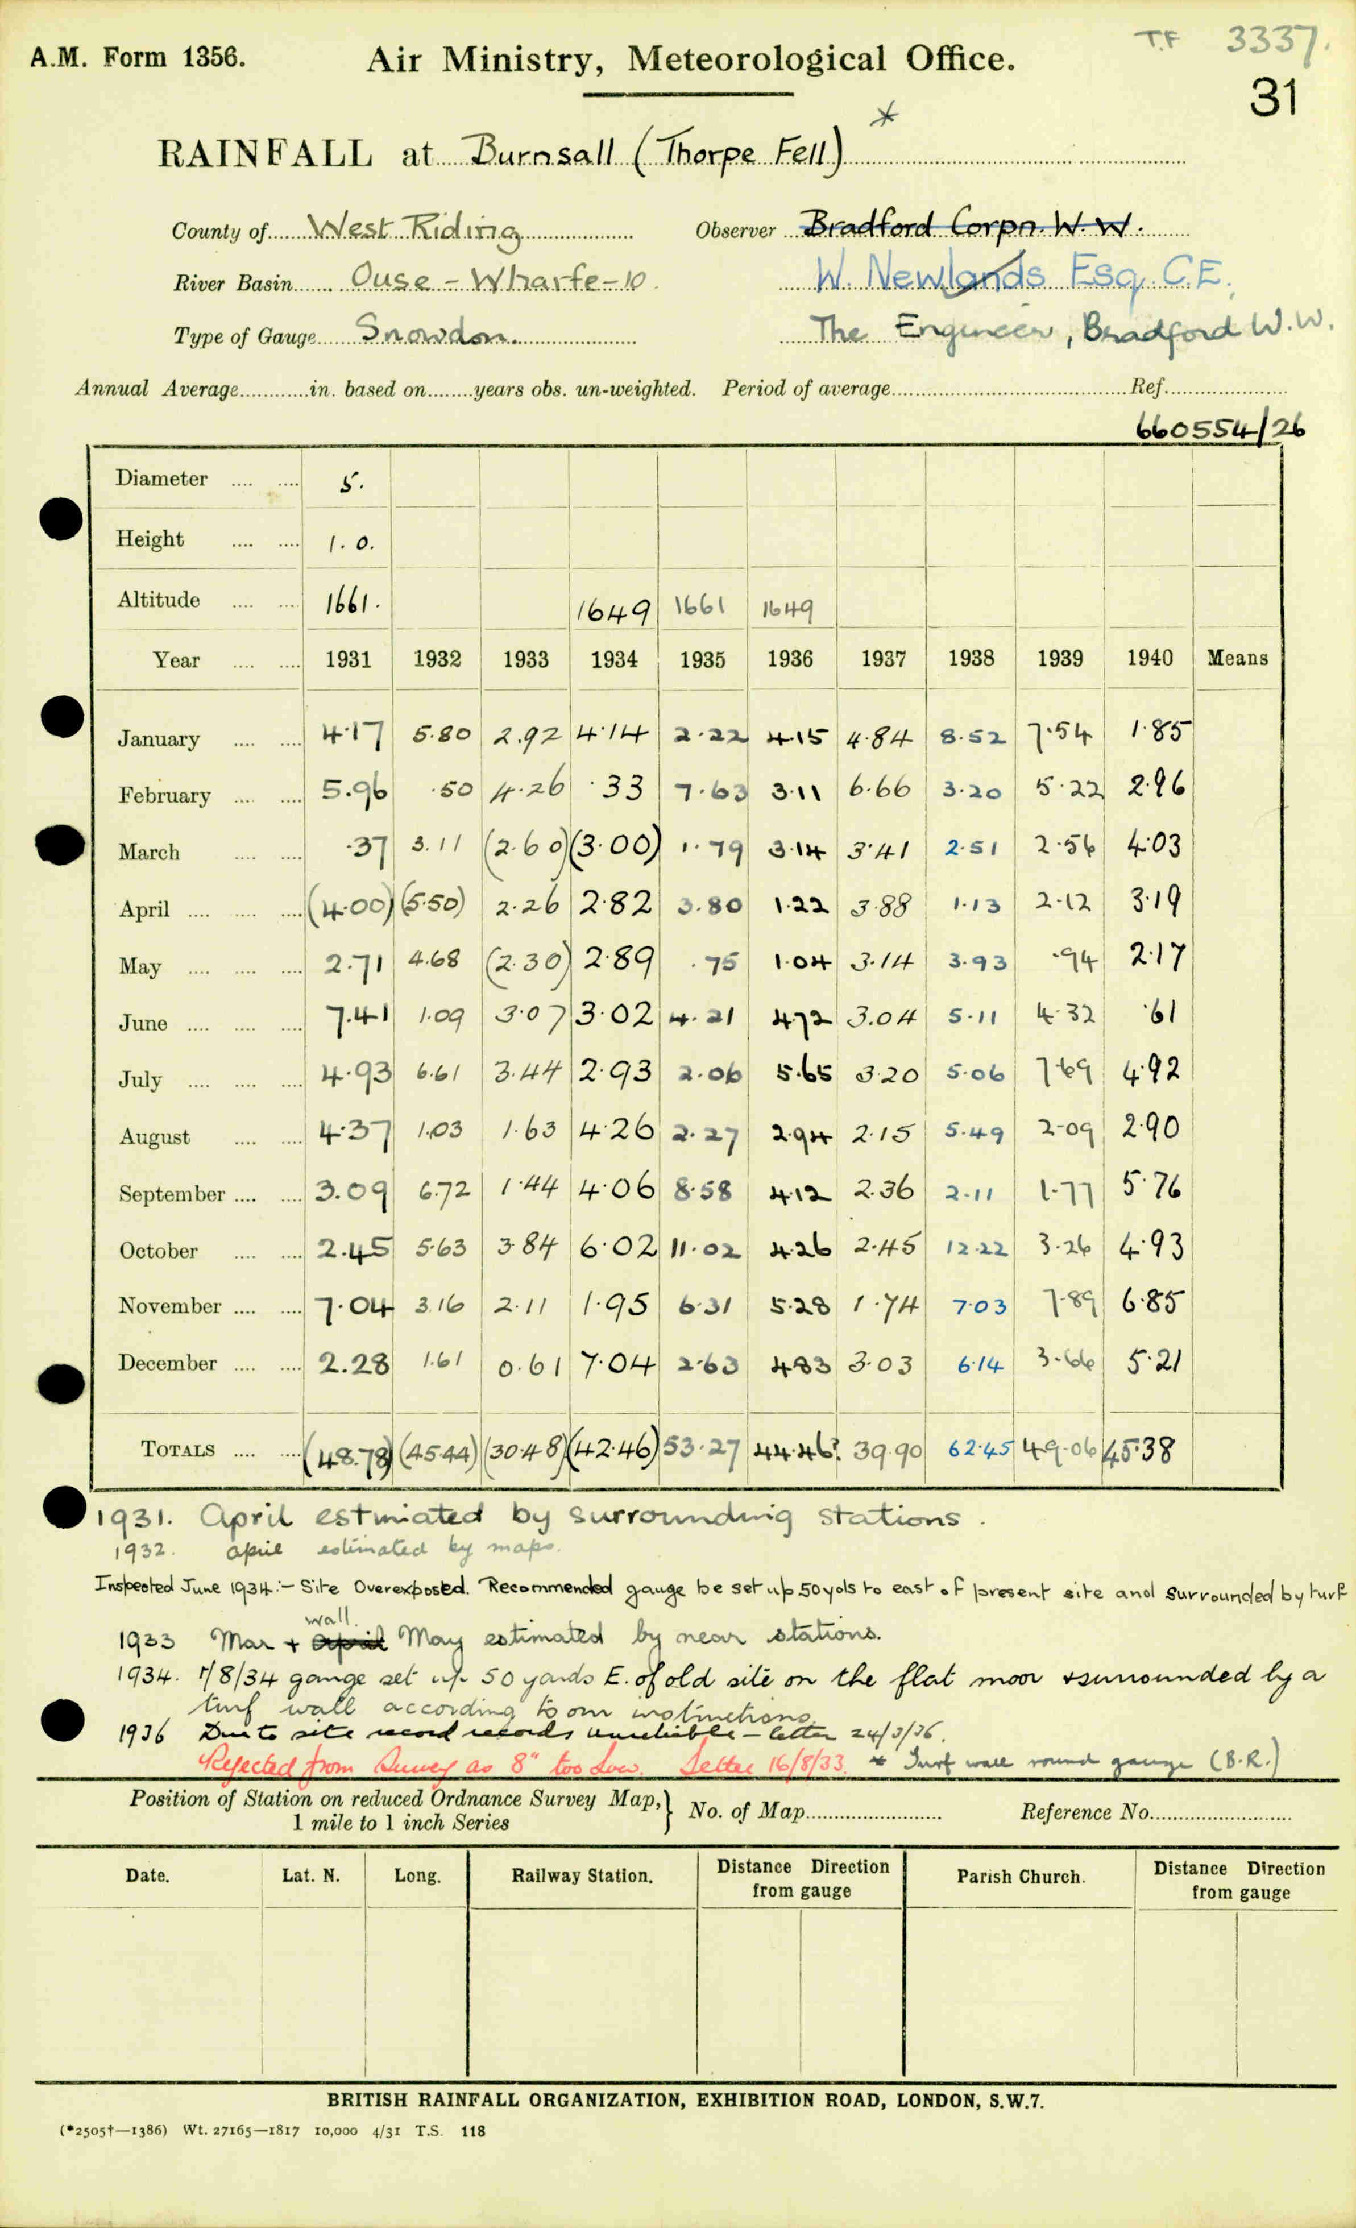 T.F 3337.
A.M. Form 1356. Air Ministry, Meteorological Office.
31
RAINFALL at Burnsall (Thorpe Fell) *
County of West Riding Observer Bradford Corpn. W. W.
River Basin Ouse - Wharfe - 10. W. Newlands Esq. C.E.
Type of Gauge Snowdon. The Engineer, Bradford W.W.
Annual Average............in. based on........years obs. un-weighted. Period of average............Ref............
660554/26
Diameter 5.
Height 1. 0.
Altitude 1661. 1649 1661 1649
Year 1931 1932 1933 1934 1935 1936 1937 1938 1939 1940 Means
January 4.17 5.80 2.92 4.14 2.22 4.15 4.84 8.52 7.54 1.85
February 5.96 .50 4.26 .33 7.63 3.11 6.66 3.20 5.22 2.96
March .37 3.11 (2.60) (3.00) 1.79 3.14 3.41 2.51 2.56 4.03
April (4.00) (5.50) 2.26 2.82 3.80 1.22 3.88 1.13 2.12 3.19
May 2.71 4.68 (2.30) 2.89 .75 1.04 3.14 3.93 .94 2.17
June 7.41 1.09 3.07 3.02 4.21 4.72 3.04 5.11 4.32 .61
July 4.93 6.61 3.44 2.93 2.06 5.65 3.20 5.06 7.69 4.92
August 4.37 1.03 1.63 4.26 2.27 2.94 2.15 5.49 2.09 2.90
September 3.09 6.72 1.44 4.06 8.58 4.12 2.36 2.11 1.77 5.76
October 2.45 5.63 3.84 6.02 11.02 4.26 2.45 12.22 3.26 4.93
November 7.04 3.16 2.11 1.95 6.31 5.28 1.74 7.03 7.89 6.85
December 2.28 1.61 0.61 7.04 2.63 4.83 3.03 6.14 3.66 5.21
TOTALS (48.78) (45.44) (30.48) (42.46) 53.27 44.46? 39.90 62.45 49.06 45.38
1931. April estmiated by surrounding stations.
1932. april estimated by maps.
Inspected June 1934:- Site Overexposed. Recommended gauge be set up 50 yds to east of present site and surrounded by turf
wall.
1933 Mar + April May estimated by near stations.
1934. 7/8/34 gauge set up 50 yards E. of old site on the flat moor & surrounded by a
turf wall according to our instructions
1936 Due to site record records unreliable - letter 24/3/36.
Rejected from Survey as 8" too low. Letter 16/8/33. * Turf wall round gauge (B.R.)
Position of Station on reduced Ordnance Survey Map, } No. of Map............ Reference No............
1 mile to 1 inch Series
Date. Lat. N. Long. Railway Station. Distance Direction from gauge Parish Church. Distance Direction from gauge
BRITISH RAINFALL ORGANIZATION, EXHIBITION ROAD, LONDON, S.W.7.
(*2505†—1386) Wt. 27165—1817 10,000 4/31 T.S. 118